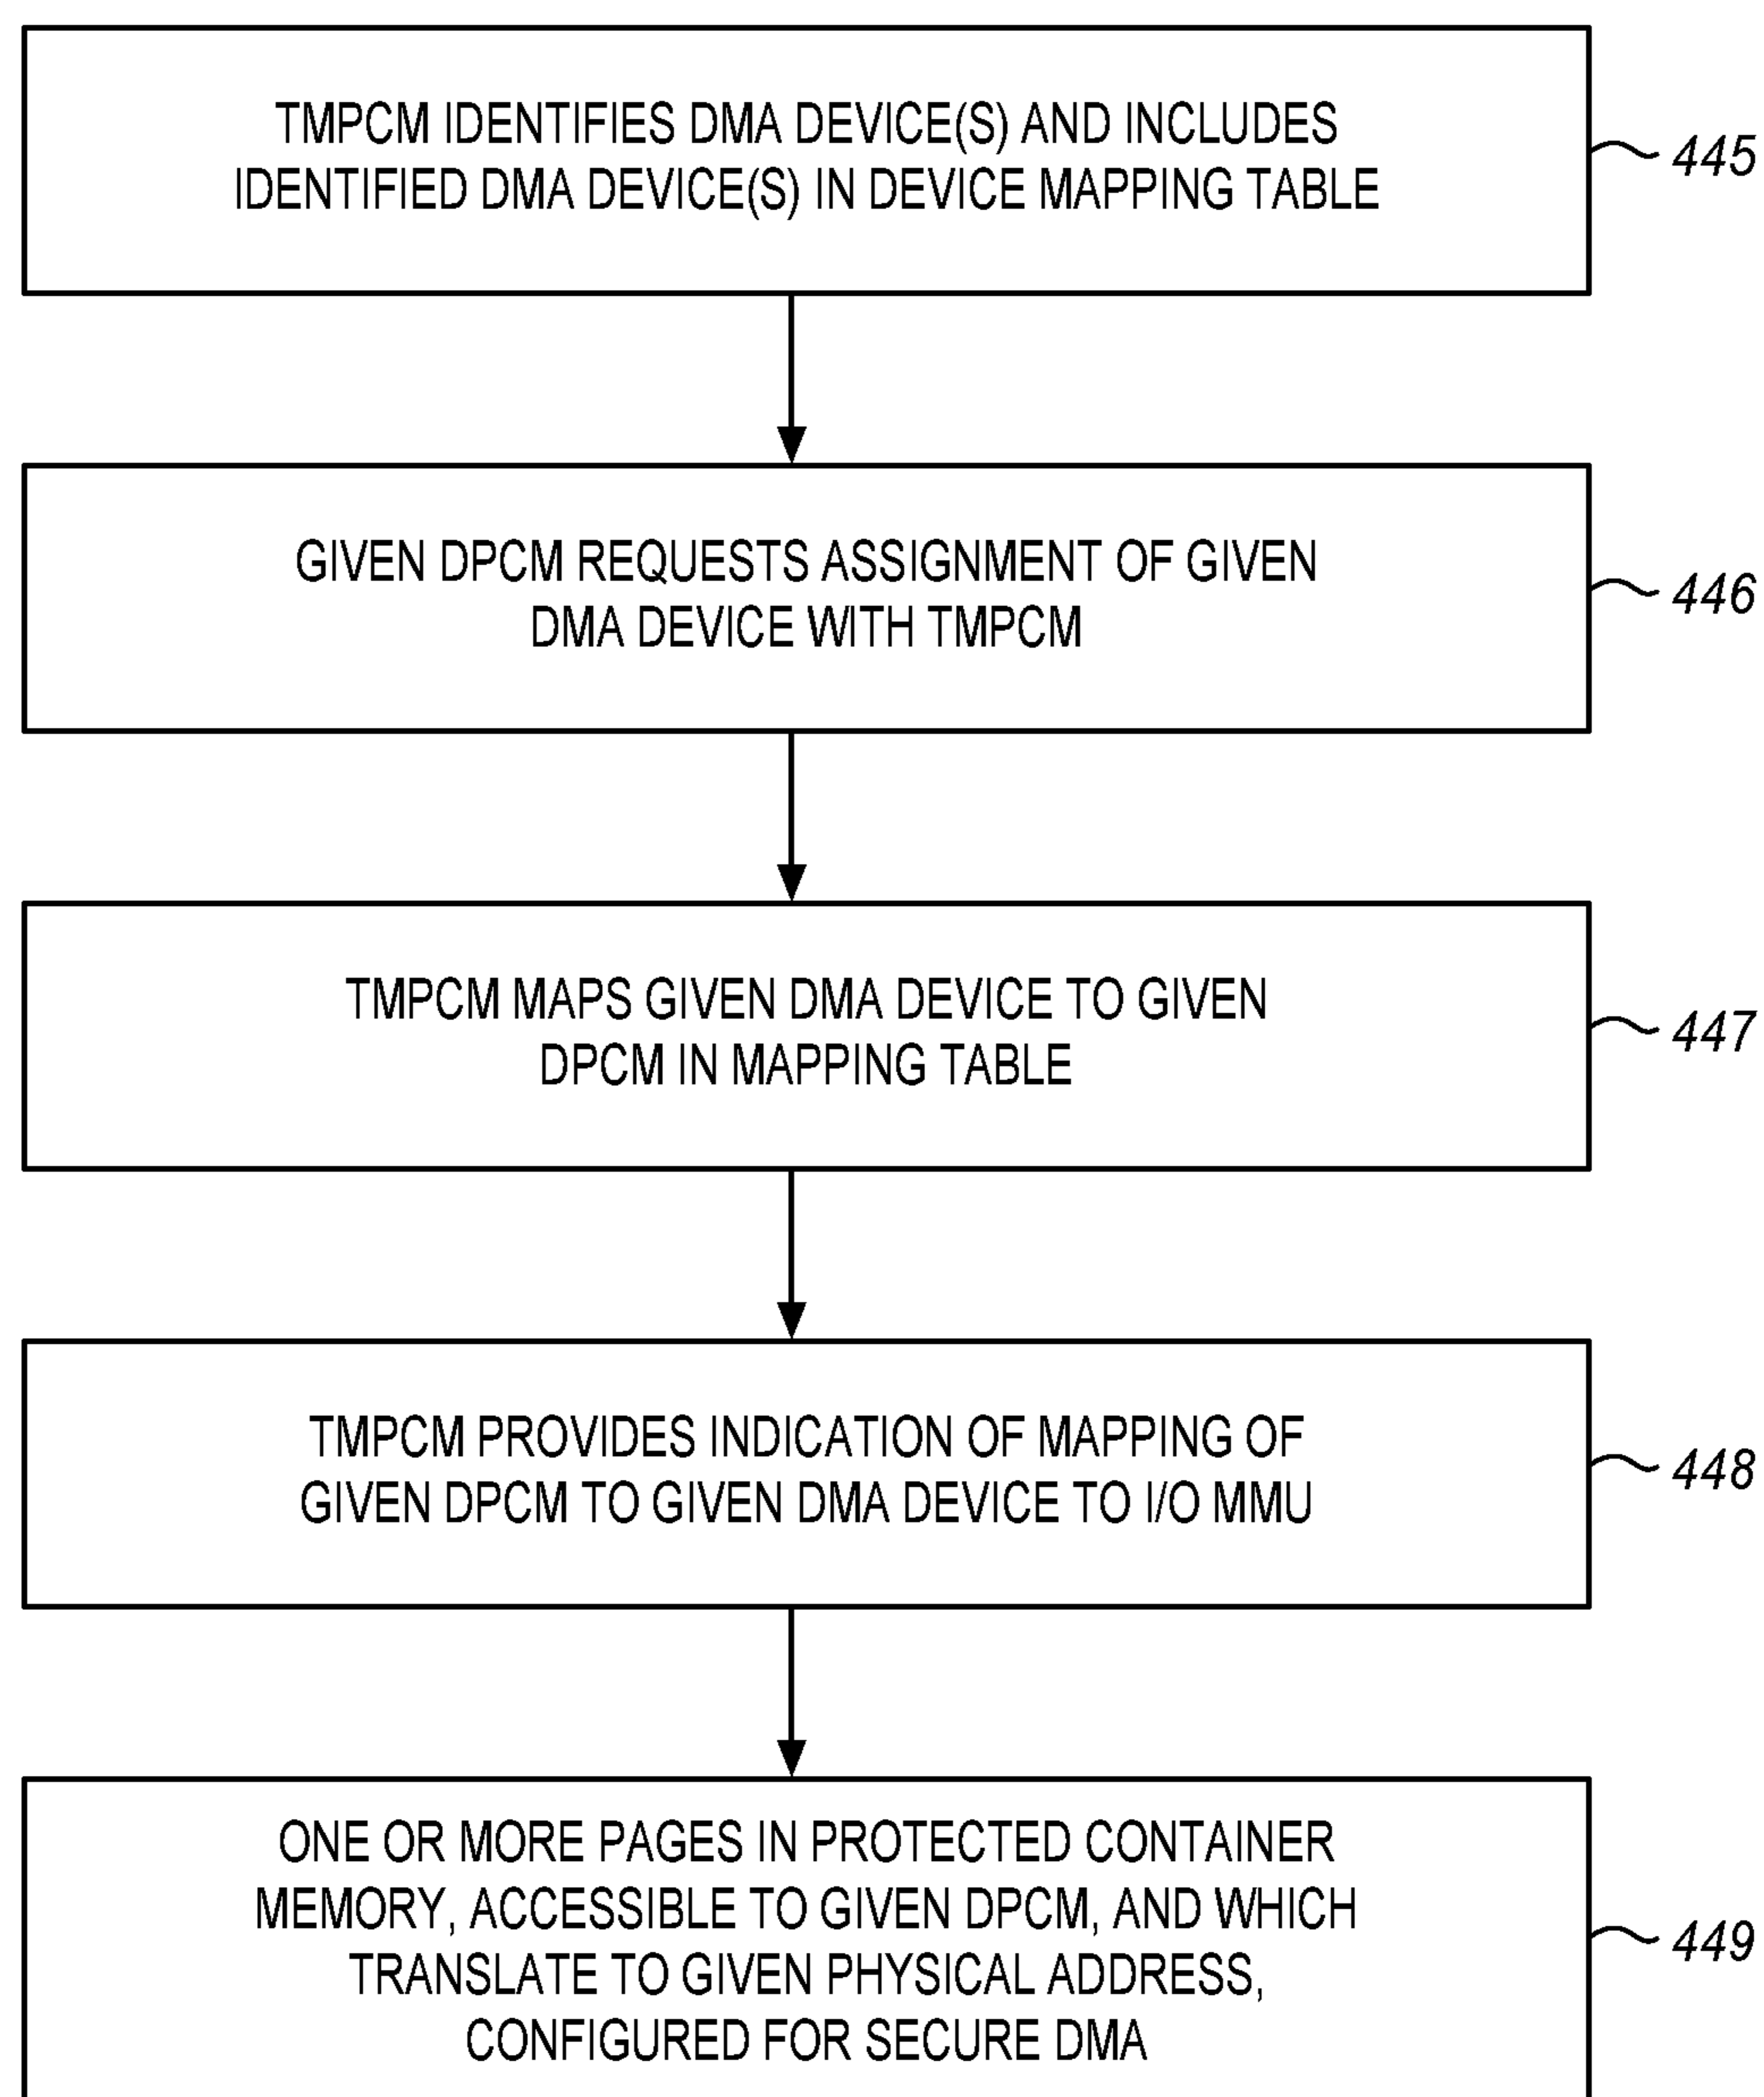 TMPCM IDENTIFIES DMA DEVICE(S) AND INCLUDES
IDENTIFIED DMA DEVICE(S) IN DEVICE MAPPING TABLE
445
GIVEN DPCM REQUESTS ASSIGNMENT OF GIVEN
DMA DEVICE WITH TMPCM
446
TMPCM MAPS GIVEN DMA DEVICE TO GIVEN
DPCM IN MAPPING TABLE
447
TMPCM PROVIDES INDICATION OF MAPPING OF
GIVEN DPCM TO GIVEN DMA DEVICE TO I/O MMU
448
ONE OR MORE PAGES IN PROTECTED CONTAINER
MEMORY, ACCESSIBLE TO GIVEN DPCM, AND WHICH
TRANSLATE TO GIVEN PHYSICAL ADDRESS,
CONFIGURED FOR SECURE DMA
449